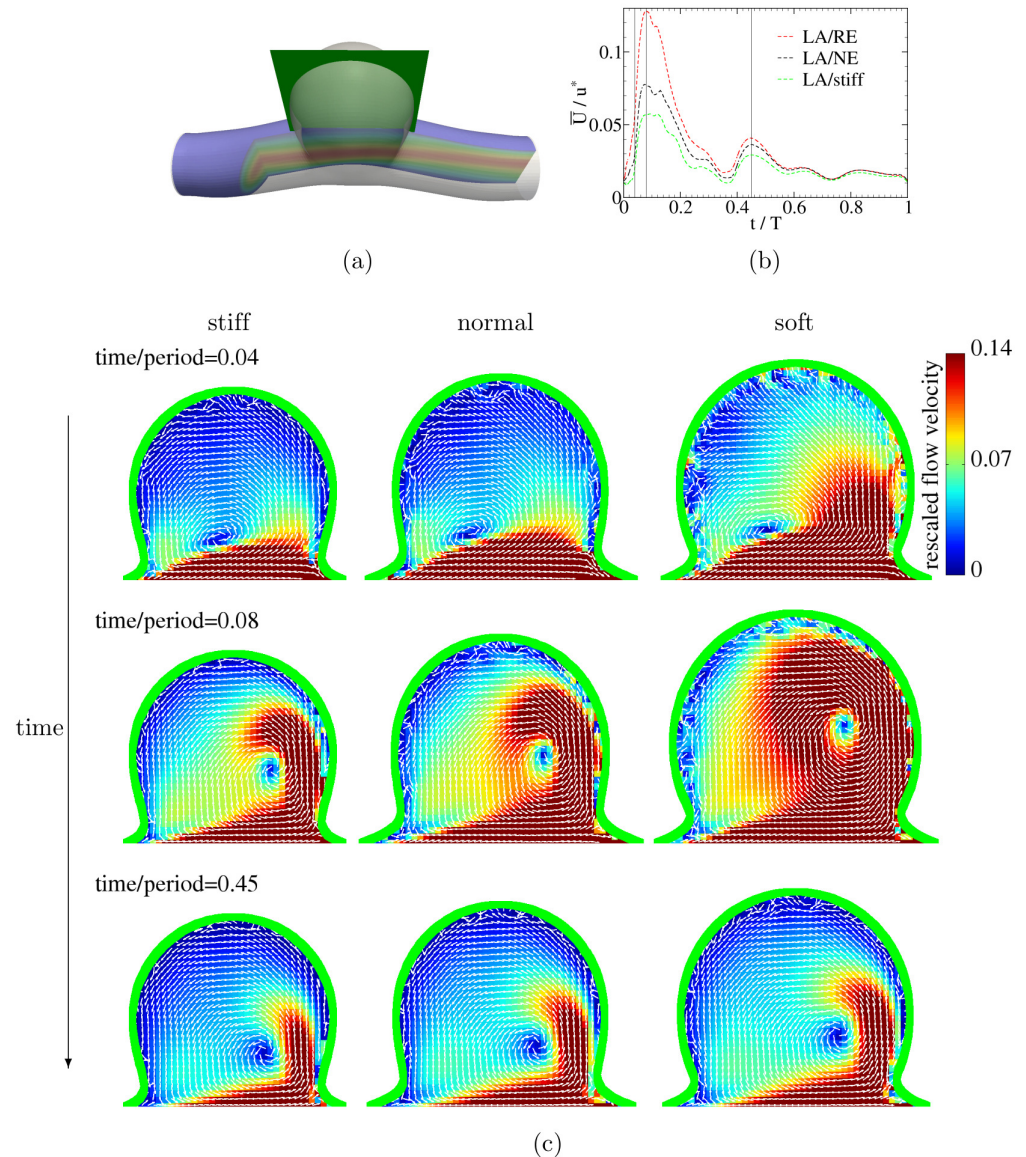 0.1
0.05
0
U / u*
LA/RE
LA/NE
LA/stiff
0 0.2 0.4 0.6 0.8 1
t / T
(a) (b)
stiff normal soft
time/period=0.04
0.14
0.07
0
rescaled flow velocity
time/period=0.08
time
time/period=0.45
(c)